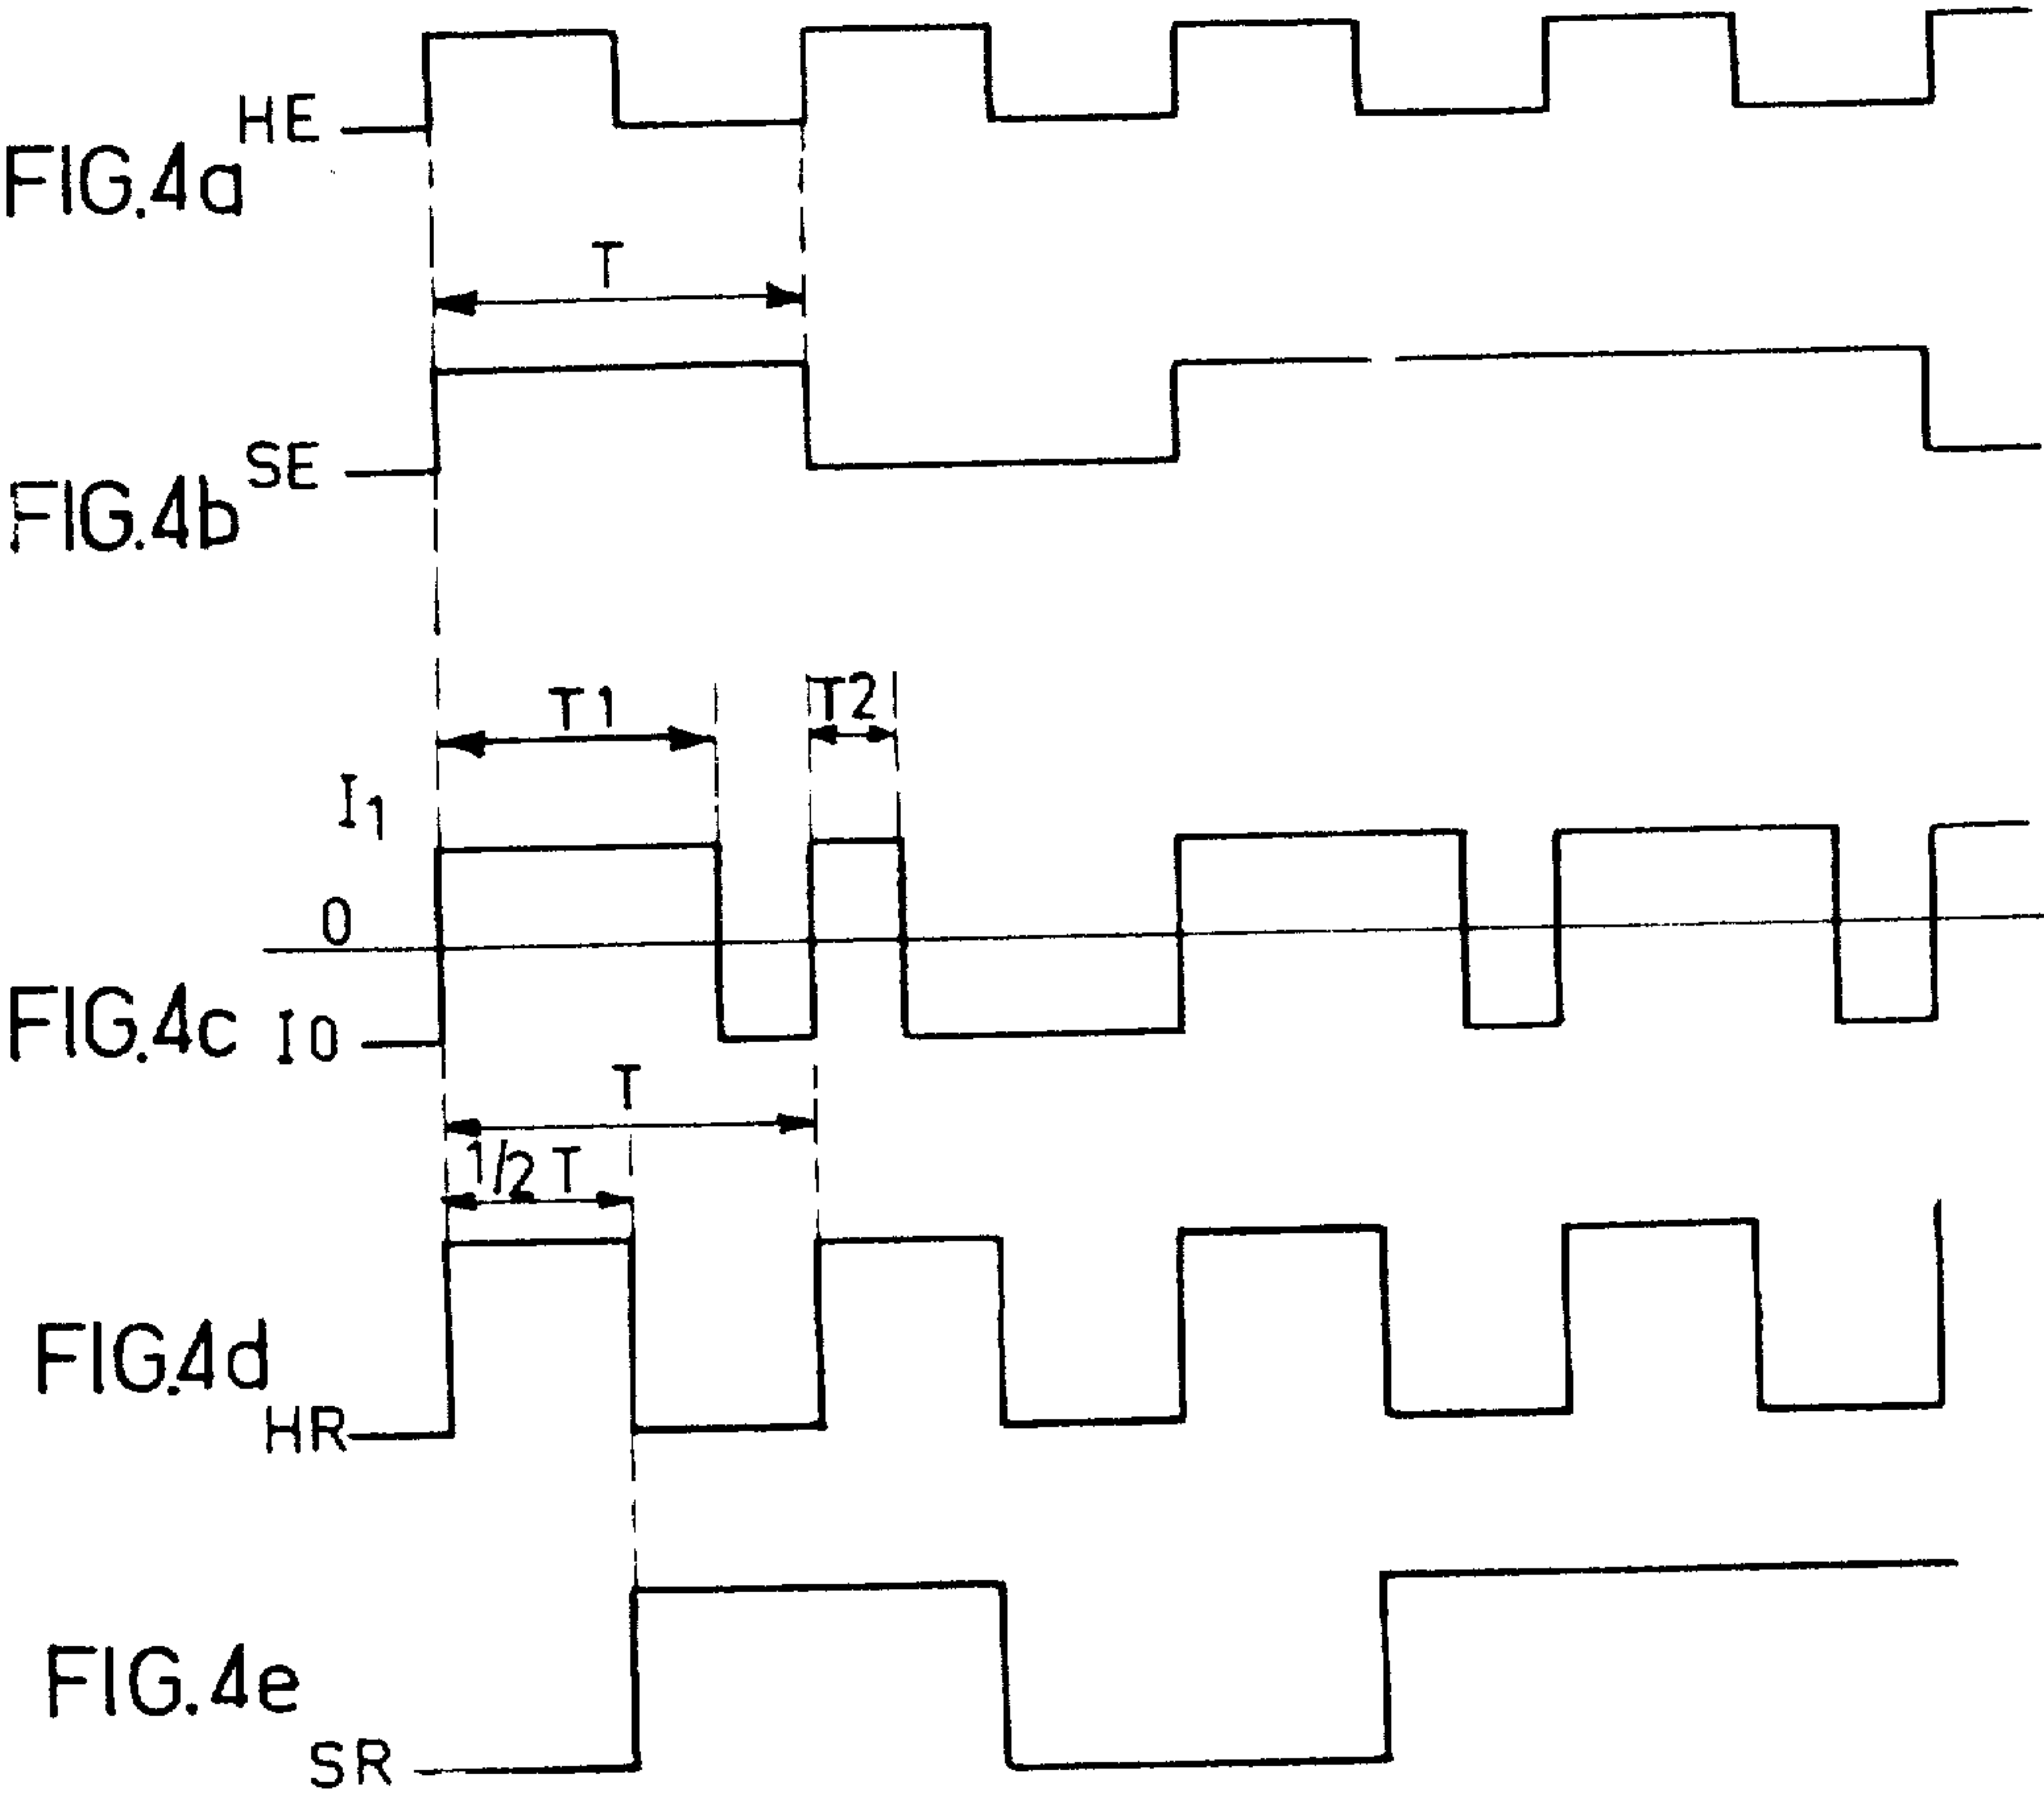 HE
FIG.4a
T
SE
FIG.4b
T1
T2
I1
0
FIG.4c
I0
T
1/2 T
FIG.4d
HR
FIG.4e
SR